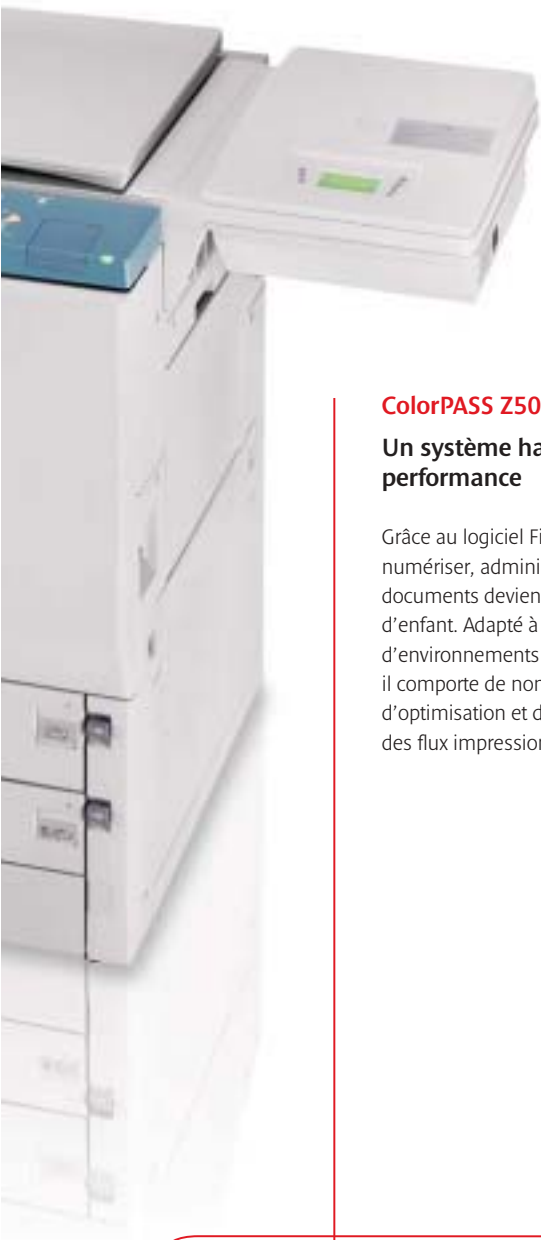 ColorPASS Z50
Un système ha
performance
Grâce au logiciel Fi
numériser, admini
documents devien
d'enfant. Adapté à
d'environnements
il comporte de nor
d'optimisation et d
des flux impression